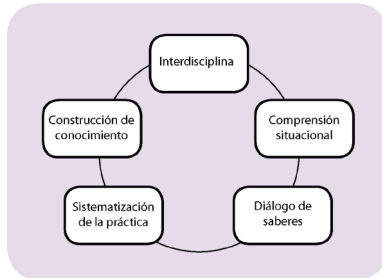 Interdisciplina
Construcción de
conocimiento
Comprensión
situacional
Sistematización
de la práctica
Diálogo de
saberes